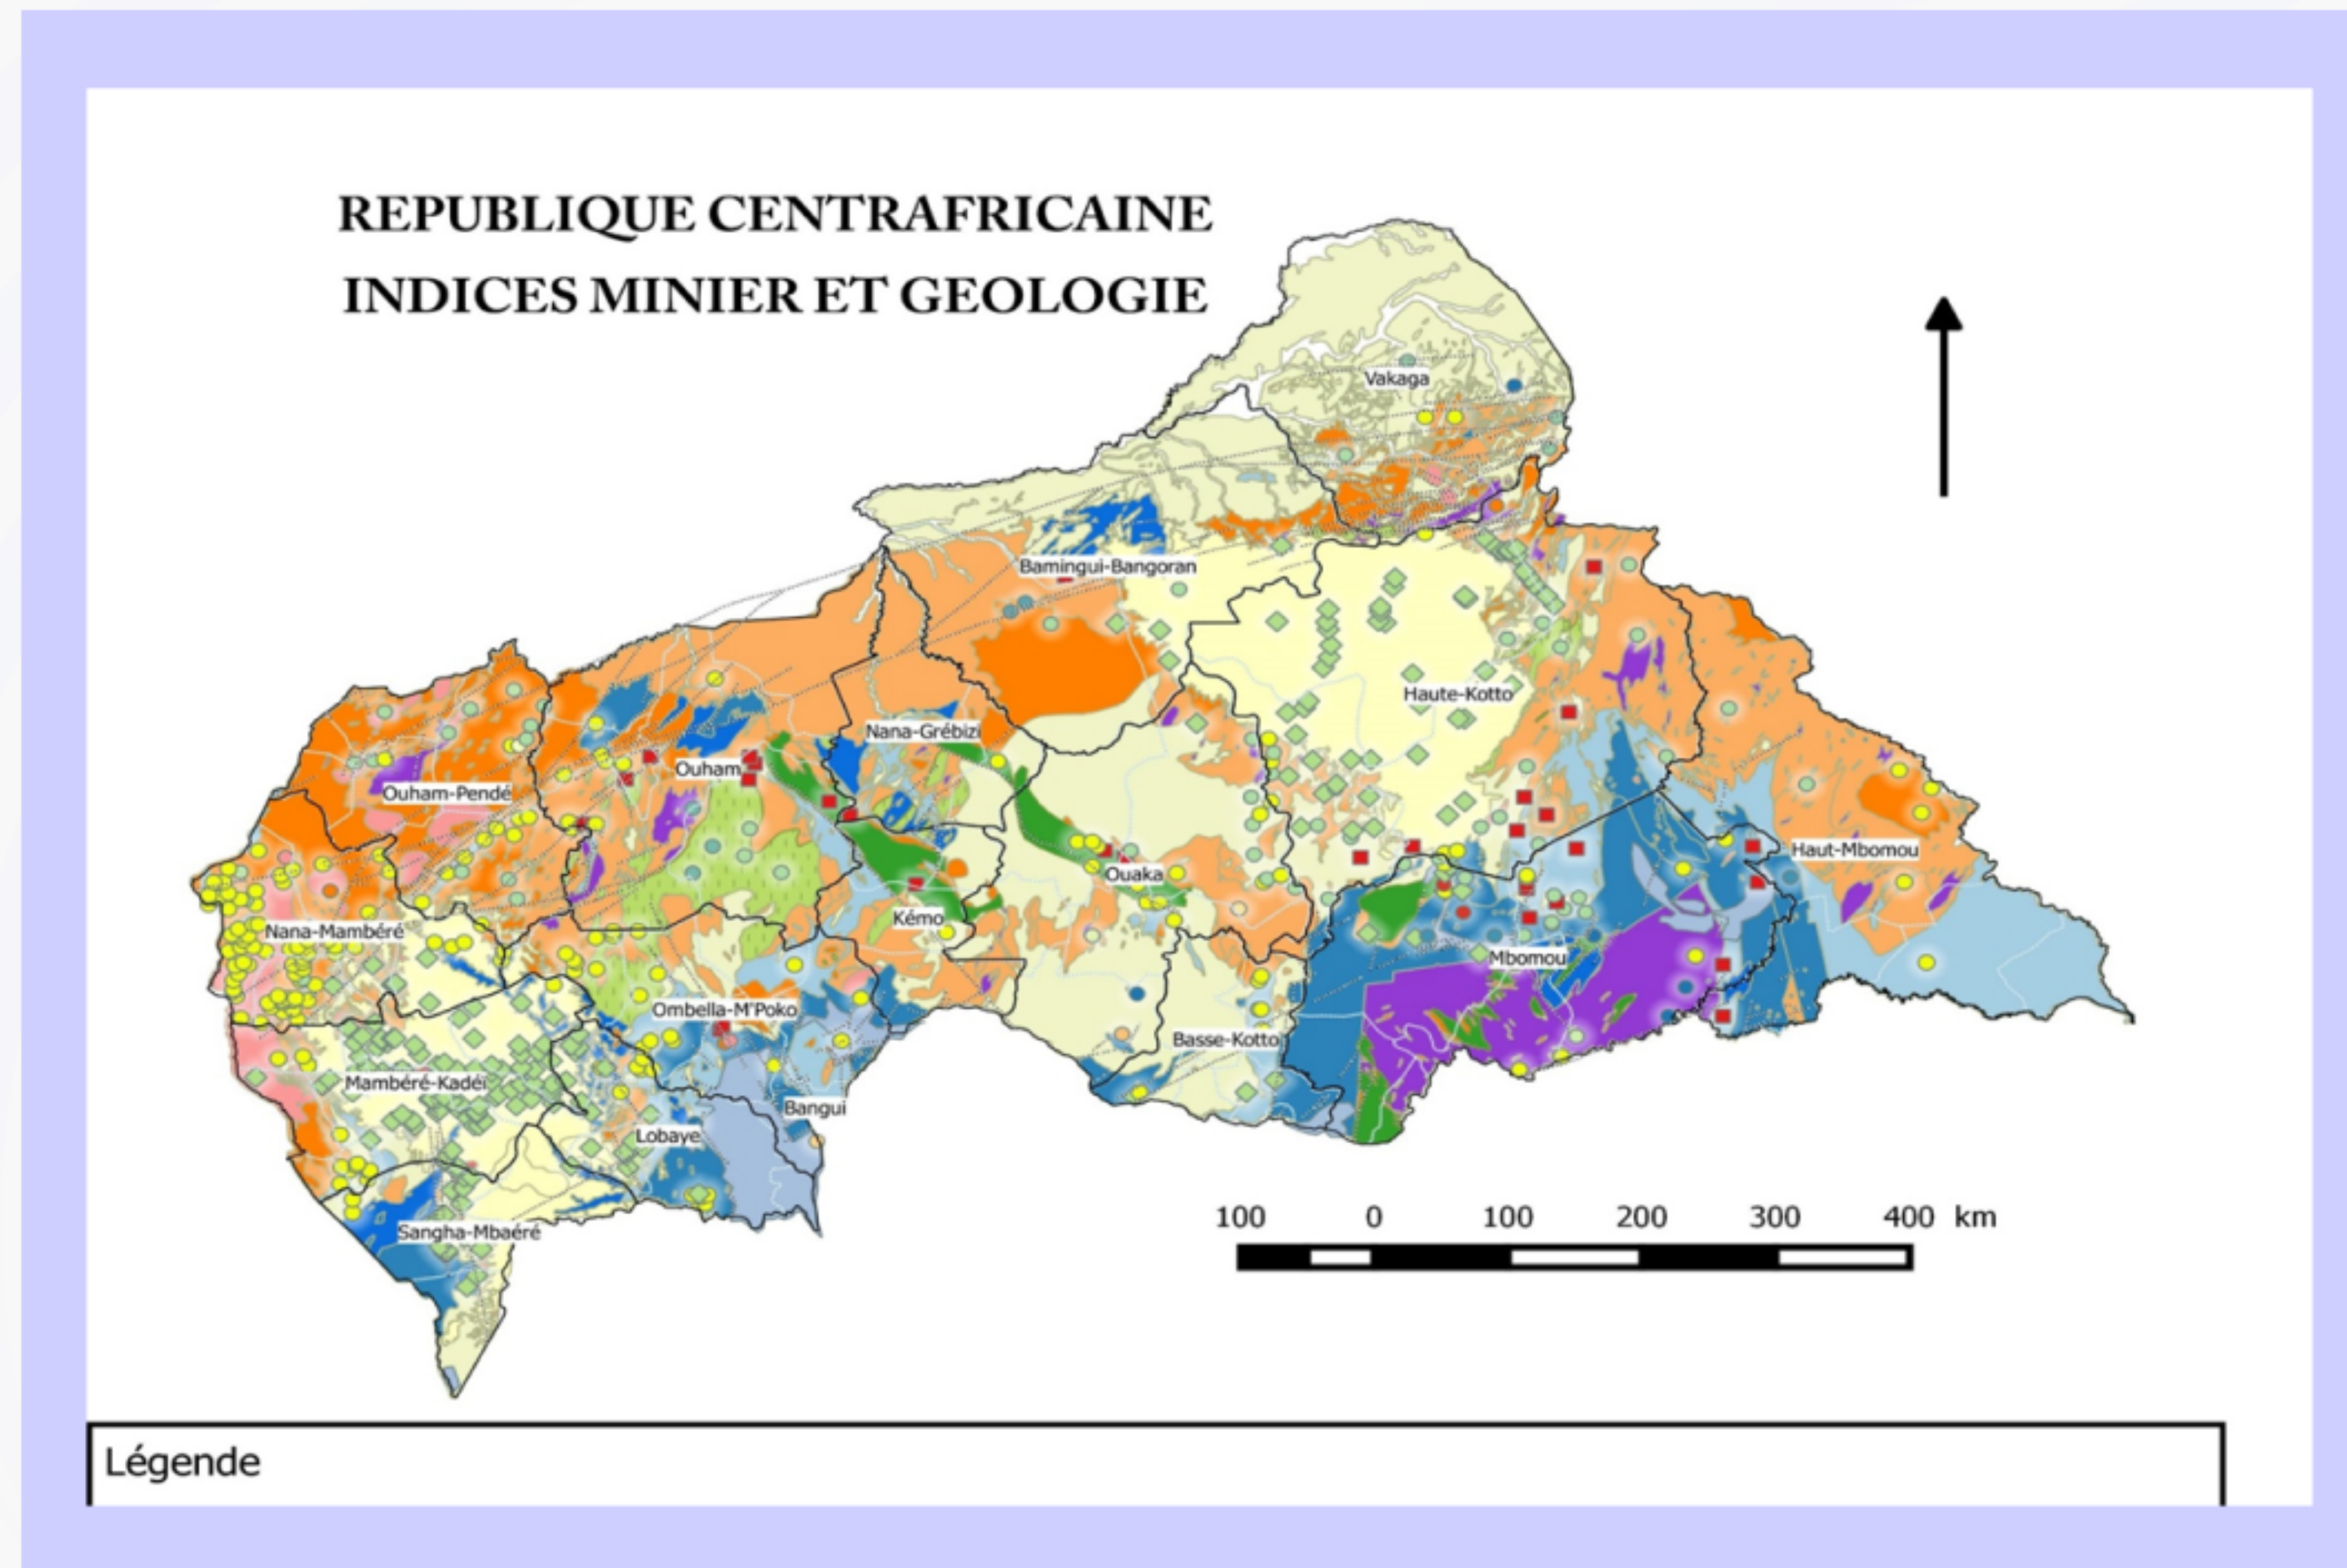 REPUBLIQUE CENTRAFRICAINE
INDICES MINIER ET GEOLOGIE
Vakaga
Bamingui-Bangoran
Haute-Kotto
Nana-Grébizi
Ouham
Ouham-Pendé
Haut-Mbomou
Ouaka
Kémo
Nana-Mambéré
Mbomou
Ombella-M'Poko
Basse-Kotto
Mambéré-Kadéï
Bangui
Lobaye
Sangha-Mbaéré
100 0 100 200 300 400 km
Légende